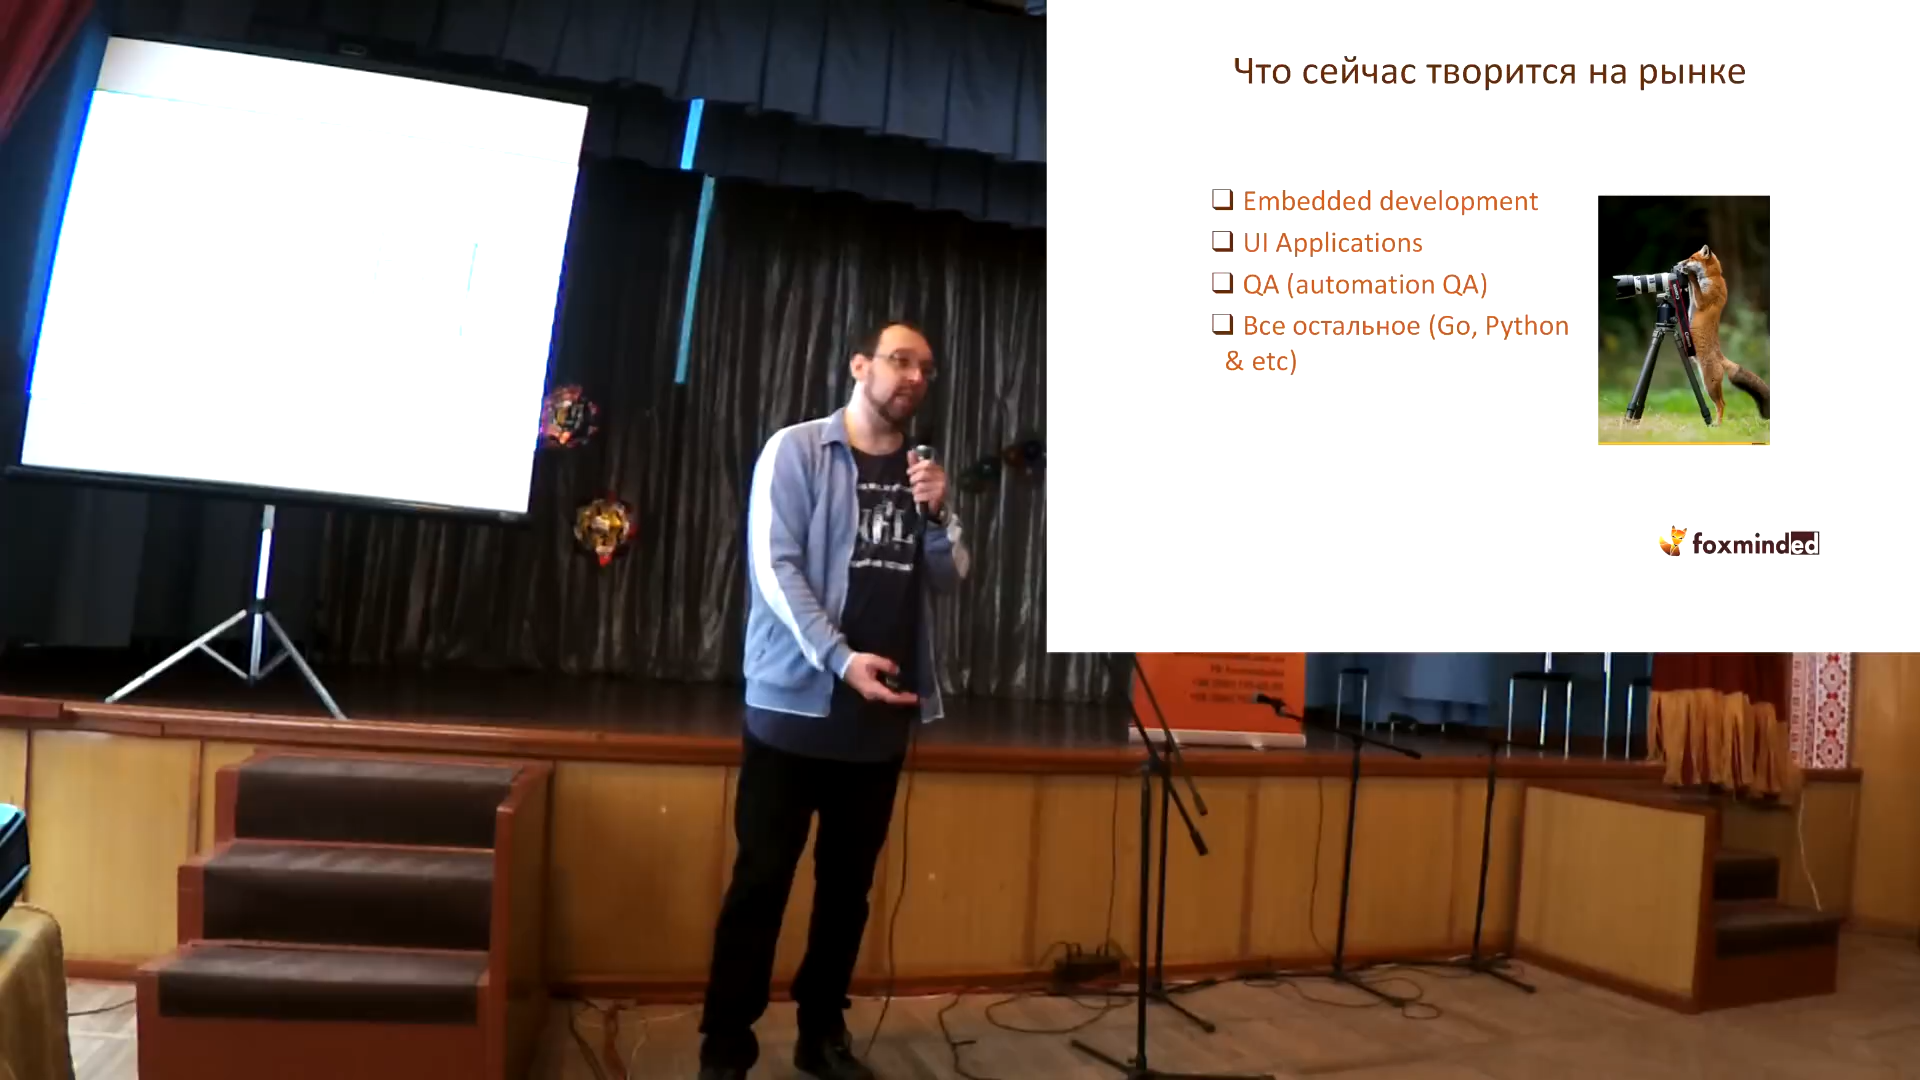 Что сейчас творится на рынке
❑ Embedded development
❑ UI Applications
❑ QA (automation QA)
❑ Все остальное (Go, Python
& etc)
foxminded